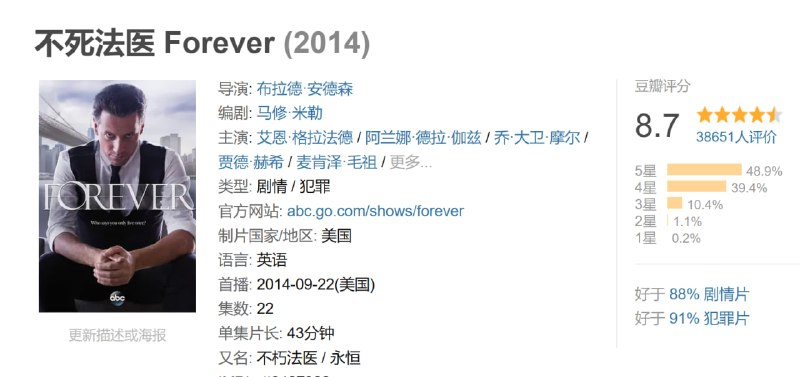 不死法医 Forever (2014)
FOREVER
Who says you only live once?
abc
更新描述或海报
导演: 布拉德·安德森
编剧: 马修·米勒
主演: 艾恩·格拉法德 / 阿兰娜·德拉·伽兹 / 乔·大卫·摩尔 /
贾德·赫希 / 麦肯泽·毛祖 / 更多...
类型: 剧情 / 犯罪
官方网站: abc.go.com/shows/forever
制片国家/地区: 美国
语言: 英语
首播: 2014-09-22(美国)
集数: 22
单集片长: 43分钟
又名: 不朽法医 / 永恒
豆瓣评分
8.7
38651人评价
5星 48.9%
4星 39.4%
3星 10.4%
2星 1.1%
1星 0.2%
好于 88% 剧情片
好于 91% 犯罪片